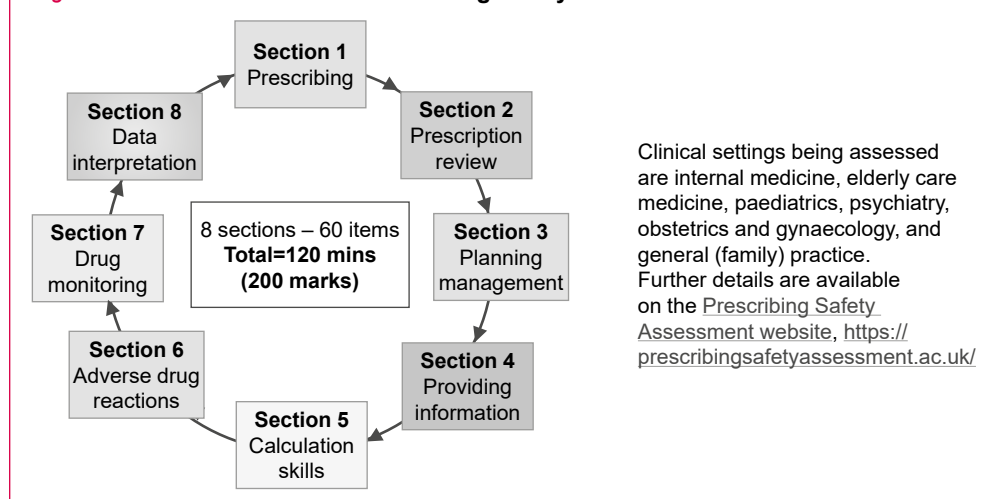 Section 1
Prescribing
Section 2
Prescription
review
Section 3
Planning
management
Section 4
Providing
information
Section 5
Calculation
skills
Section 6
Adverse drug
reactions
Section 7
Drug
monitoring
Section 8
Data
interpretation
8 sections – 60 items
Total=120 mins
(200 marks)
Clinical settings being assessed
are internal medicine, elderly care
medicine, paediatrics, psychiatry,
obstetrics and gynaecology, and
general (family) practice.
Further details are available
on the Prescribing Safety
Assessment website, https://
prescribingsafetyassessment.ac.uk/